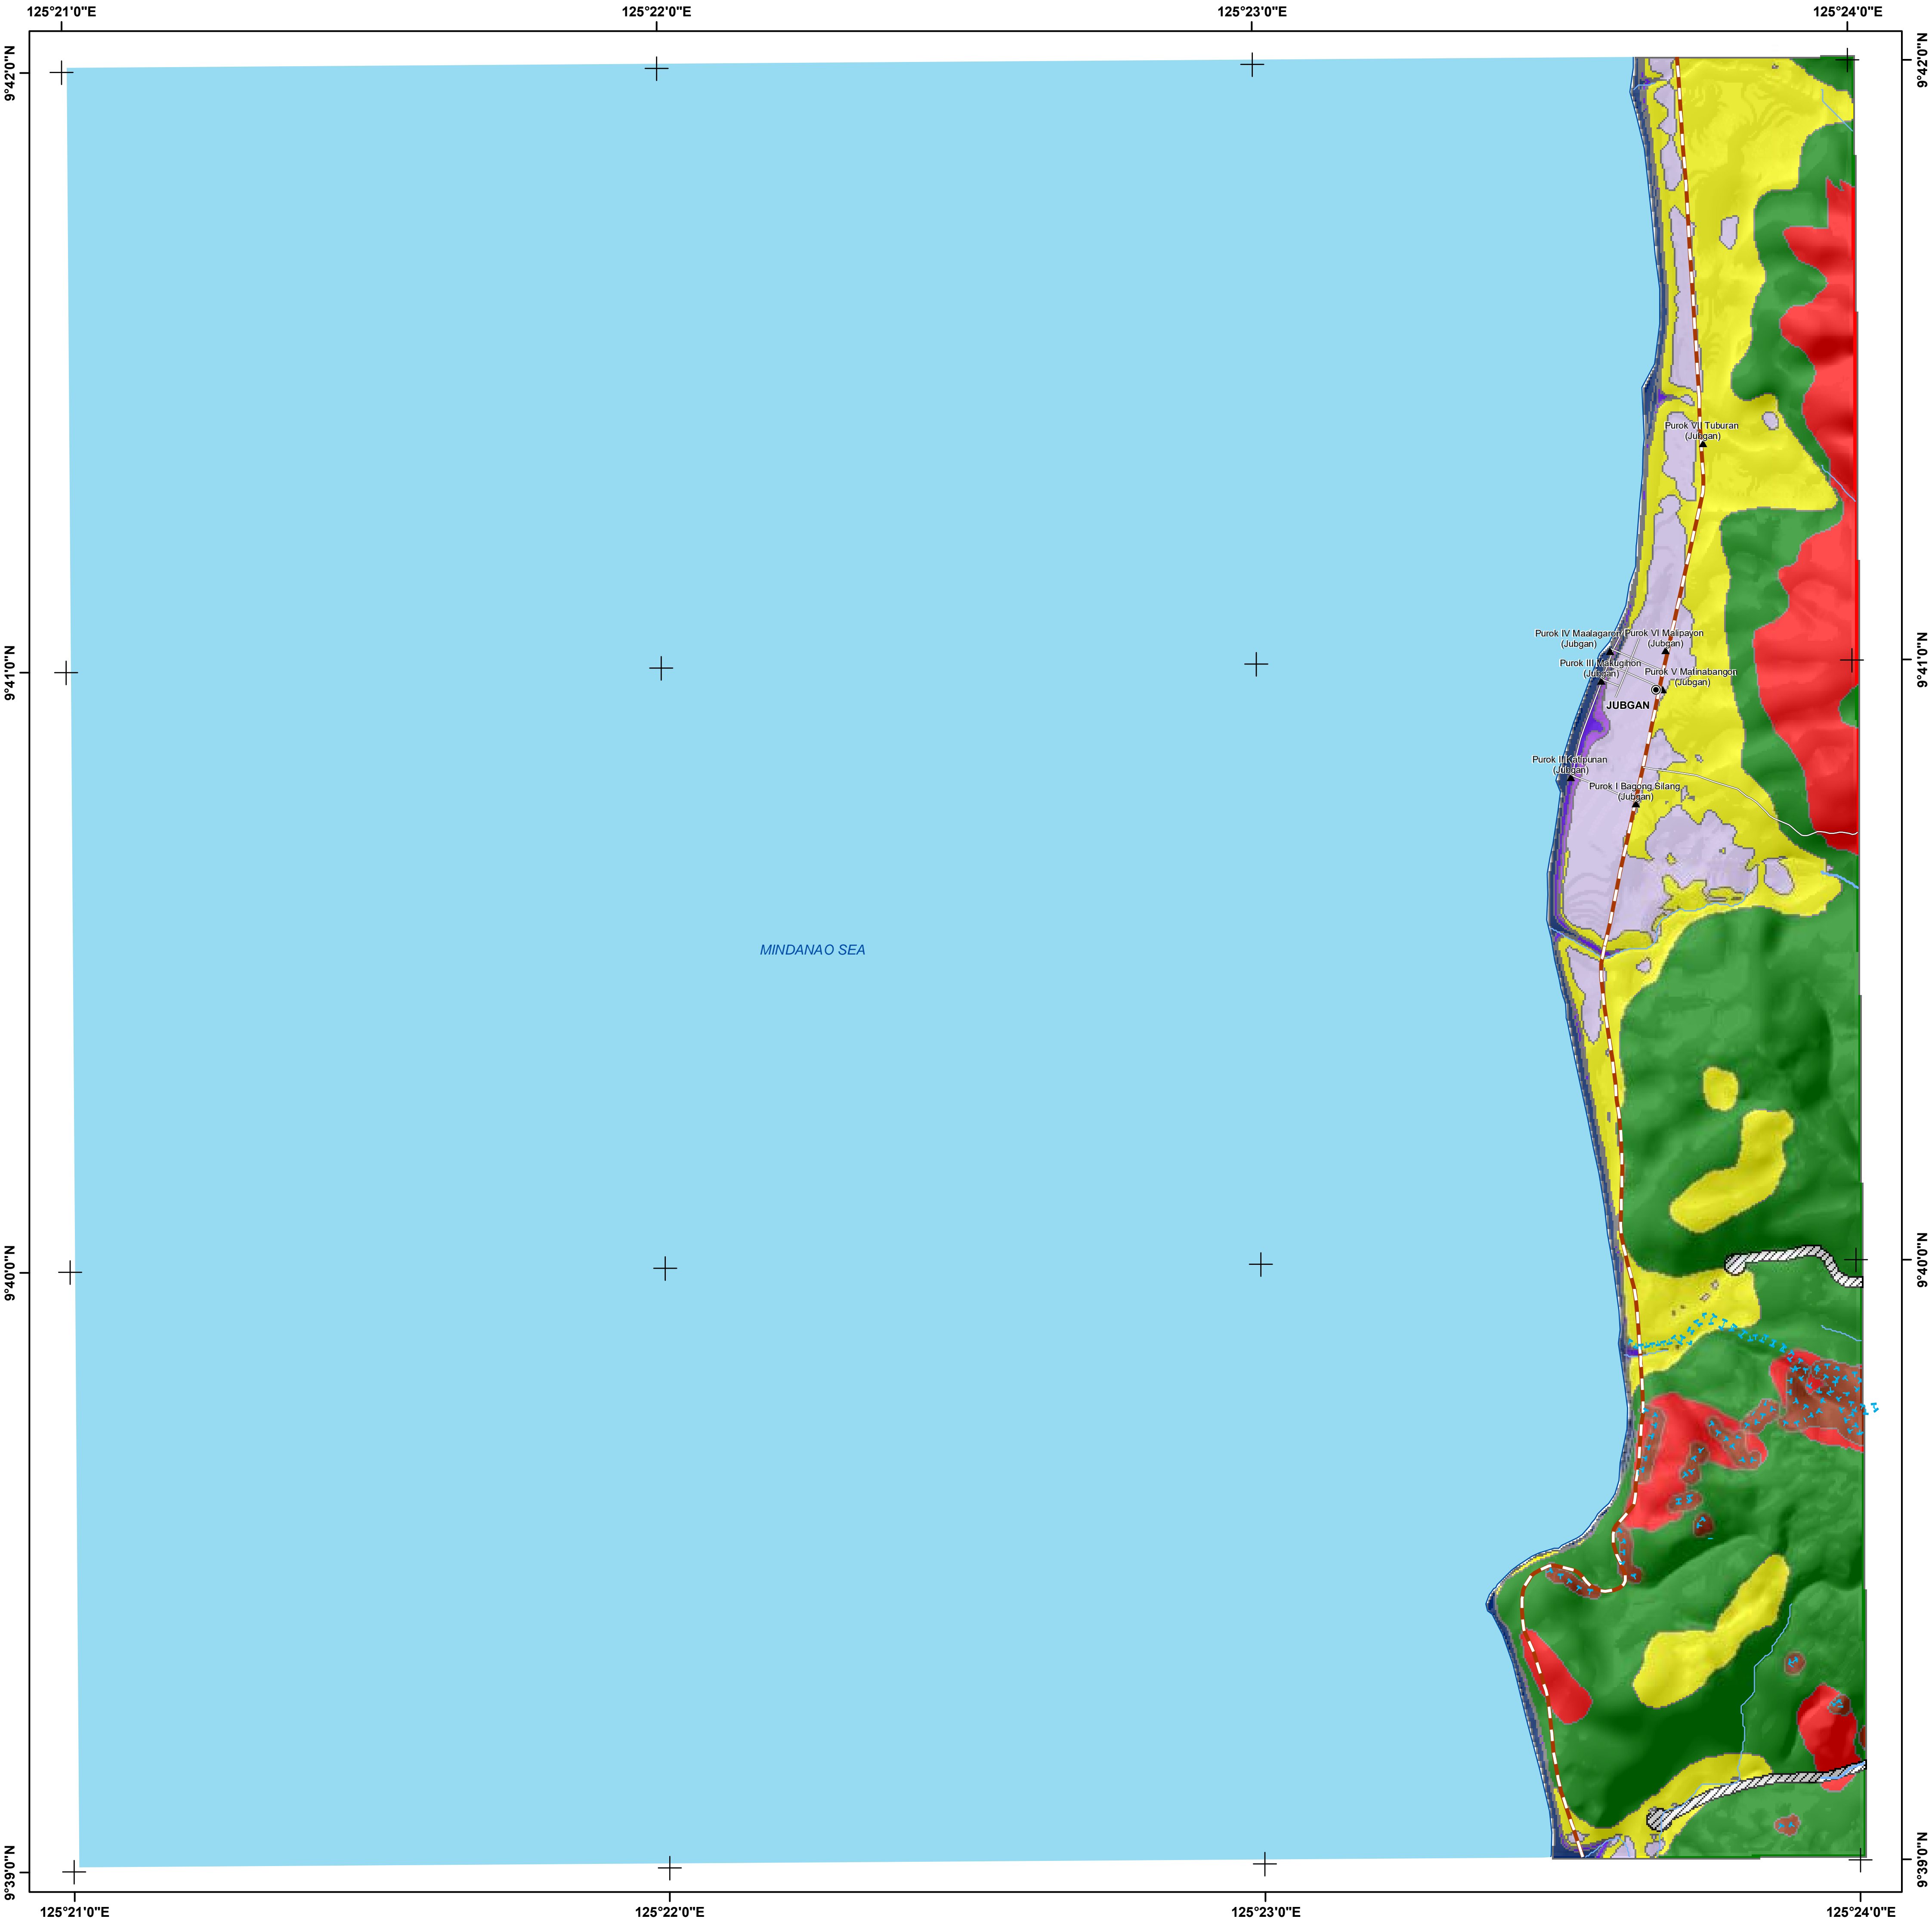 125°21'0"E
125°22'0"E
125°23'0"E
125°24'0"E
9°42'0"N
9°42'0"N
Purok VII Tuburan
(Jubgan)
Purok IV Maalagaron
(Jubgan)
Purok VI Malipayon
(Jubgan)
9°41'0"N
9°41'0"N
Purok III Makugihon
(Jubgan)
Purok V Matinabangon
(Jubgan)
JUBGAN
Purok II Katipunan
(Jubgan)
Purok I Bagong Silang
(Jubgan)
MINDANAO SEA
9°40'0"N
9°40'0"N
9°39'0"N
9°39'0"N
125°21'0"E
125°22'0"E
125°23'0"E
125°24'0"E